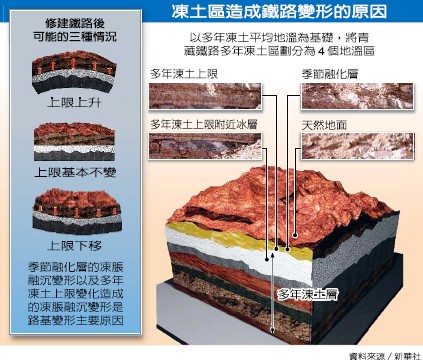 凍土區造成鐵路變形的原因
以多年凍土平均地溫為基礎，將青
藏鐵路多年凍土區劃分為4個地溫區
修建鐵路後
可能的三種情況
上限上升
上限基本不變
上限下移
季節融化層的凍脹
融沉變形以及多年
凍土上限變化造成
的凍脹融沉變形是
路基變形主要原因
多年凍土上限
季節融化層
多年凍土上限附近冰層
天然地面
多年凍土層
資料來源／新華社